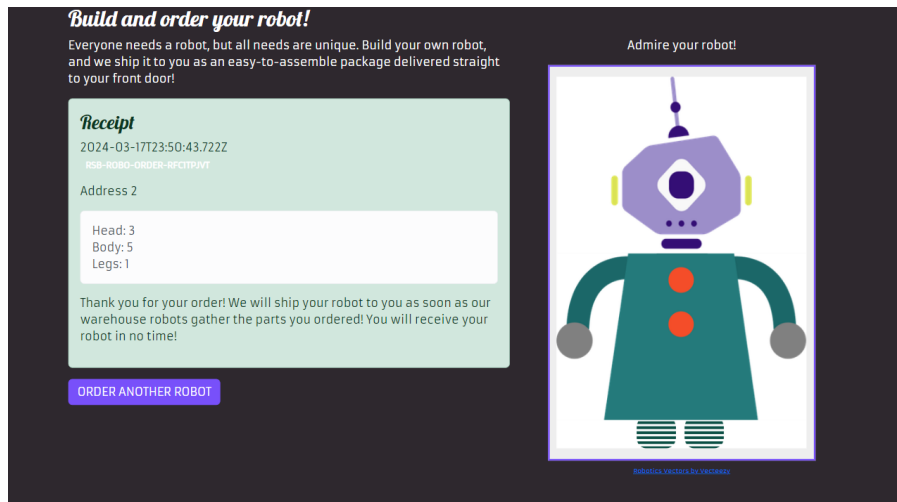 Build and order your robot!
Everyone needs a robot, but all needs are unique. Build your own robot,
and we ship it to you as an easy-to-assemble package delivered straight
to your front door!
Receipt
2024-03-17T23:50:43.722Z
RSB-ROBO-ORDER-RFCITPJVT
Address 2
Head: 3
Body: 5
Legs: 1
Thank you for your order! We will ship your robot to you as soon as our
warehouse robots gather the parts you ordered! You will receive your
robot in no time!
ORDER ANOTHER ROBOT
Admire your robot!
Robotics Vectors by Vecteezy